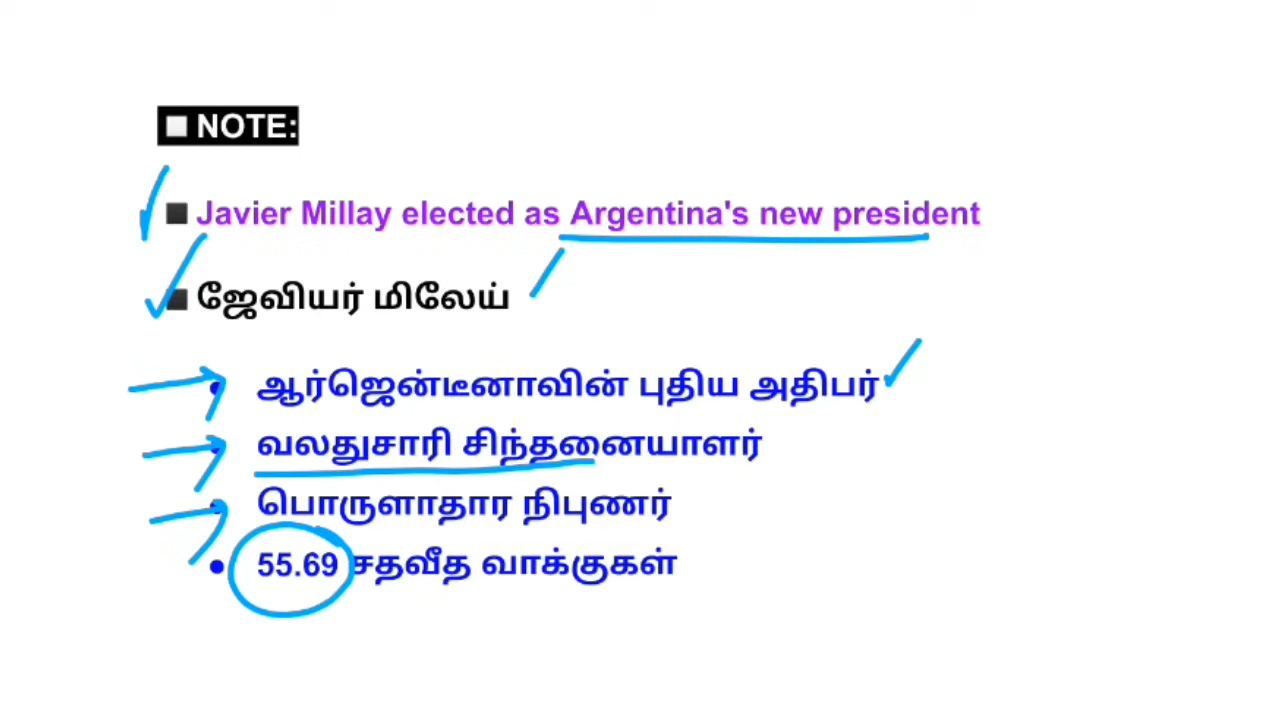 NOTE:
Javier Millay elected as Argentina's new president
ஜேவியர் மிலேய்
ஆர்ஜென்டீனாவின் புதிய அதிபர்
வலதுசாரி சிந்தனையாளர்
பொருளாதார நிபுணர்
55.69 சதவீத வாக்குகள்